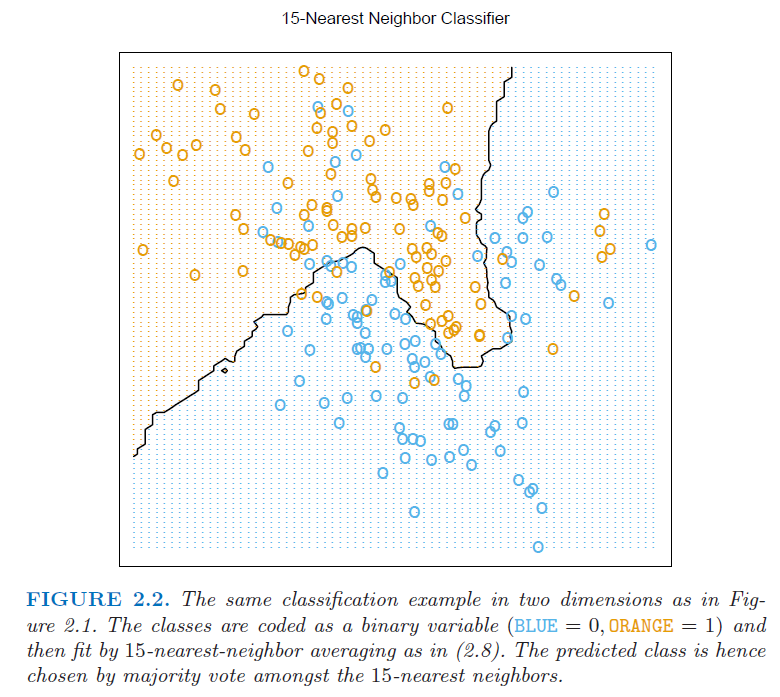 15-Nearest Neighbor Classifier
FIGURE 2.2. The same classification example in two dimensions as in Fig-
ure 2.1. The classes are coded as a binary variable (BLUE = 0, ORANGE = 1) and
then fit by 15-nearest-neighbor averaging as in (2.8). The predicted class is hence
chosen by majority vote amongst the 15-nearest neighbors.